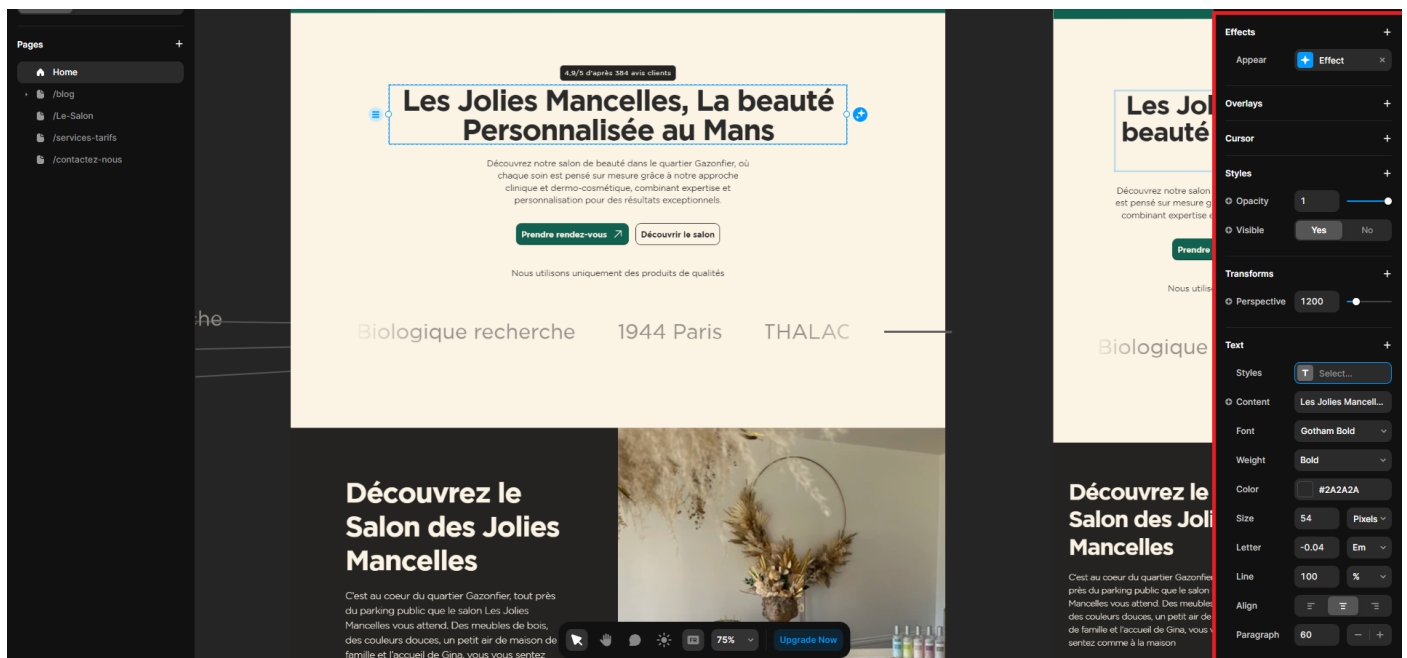 Pages
+
Home
/blog
/Le-Salon
/services-tarifs
/contactez-nous
4,9/5 d'après 384 avis clients
Les Jolies Mancelles, La beauté
Personnalisée au Mans
Découvrez notre salon de beauté dans le quartier Gazonfier, où
chaque soin est pensé sur mesure grâce à notre approche
clinique et dermo-cosmétique, combinant expertise et
personnalisation pour des résultats exceptionnels.
Prendre rendez-vous
Découvrir le salon
Nous utilisons uniquement des produits de qualités
he
Biologique recherche
1944 Paris
THALAC
Découvrez le
Salon des Jolies
Mancelles
C'est au coeur du quartier Gazonfier, tout près
du parking public que le salon Les Jolies
Mancelles vous attend. Des meubles de bois,
des couleurs douces, un petit air de maison de
famille et l'accueil de Gina, vous vous sentez
FR
75%
Upgrade Now
Les Jol
beauté
Découvrez notre salon
est pensé sur mesure g
combinant expertise e
Prendre
Nous utilis
Biologique
Découvrez le
Salon des Joli
Mancelles
C'est au coeur du quartier Gazonfier
près du parking public que le salon
Mancelles vous attend. Des meubles
des couleurs douces, un petit air de
de famille et l'accueil de Gina, vous v
sentez comme à la maison
Effects +
Appear Effect ×
Overlays +
Cursor +
Styles +
Opacity 1
Visible Yes No
Transforms +
Perspective 1200
Text +
Styles T Select...
Content Les Jolies Mancell...
Font Gotham Bold
Weight Bold
Color #2A2A2A
Size 54 Pixels
Letter -0.04 Em
Line 100 %
Align
Paragraph 60 − +